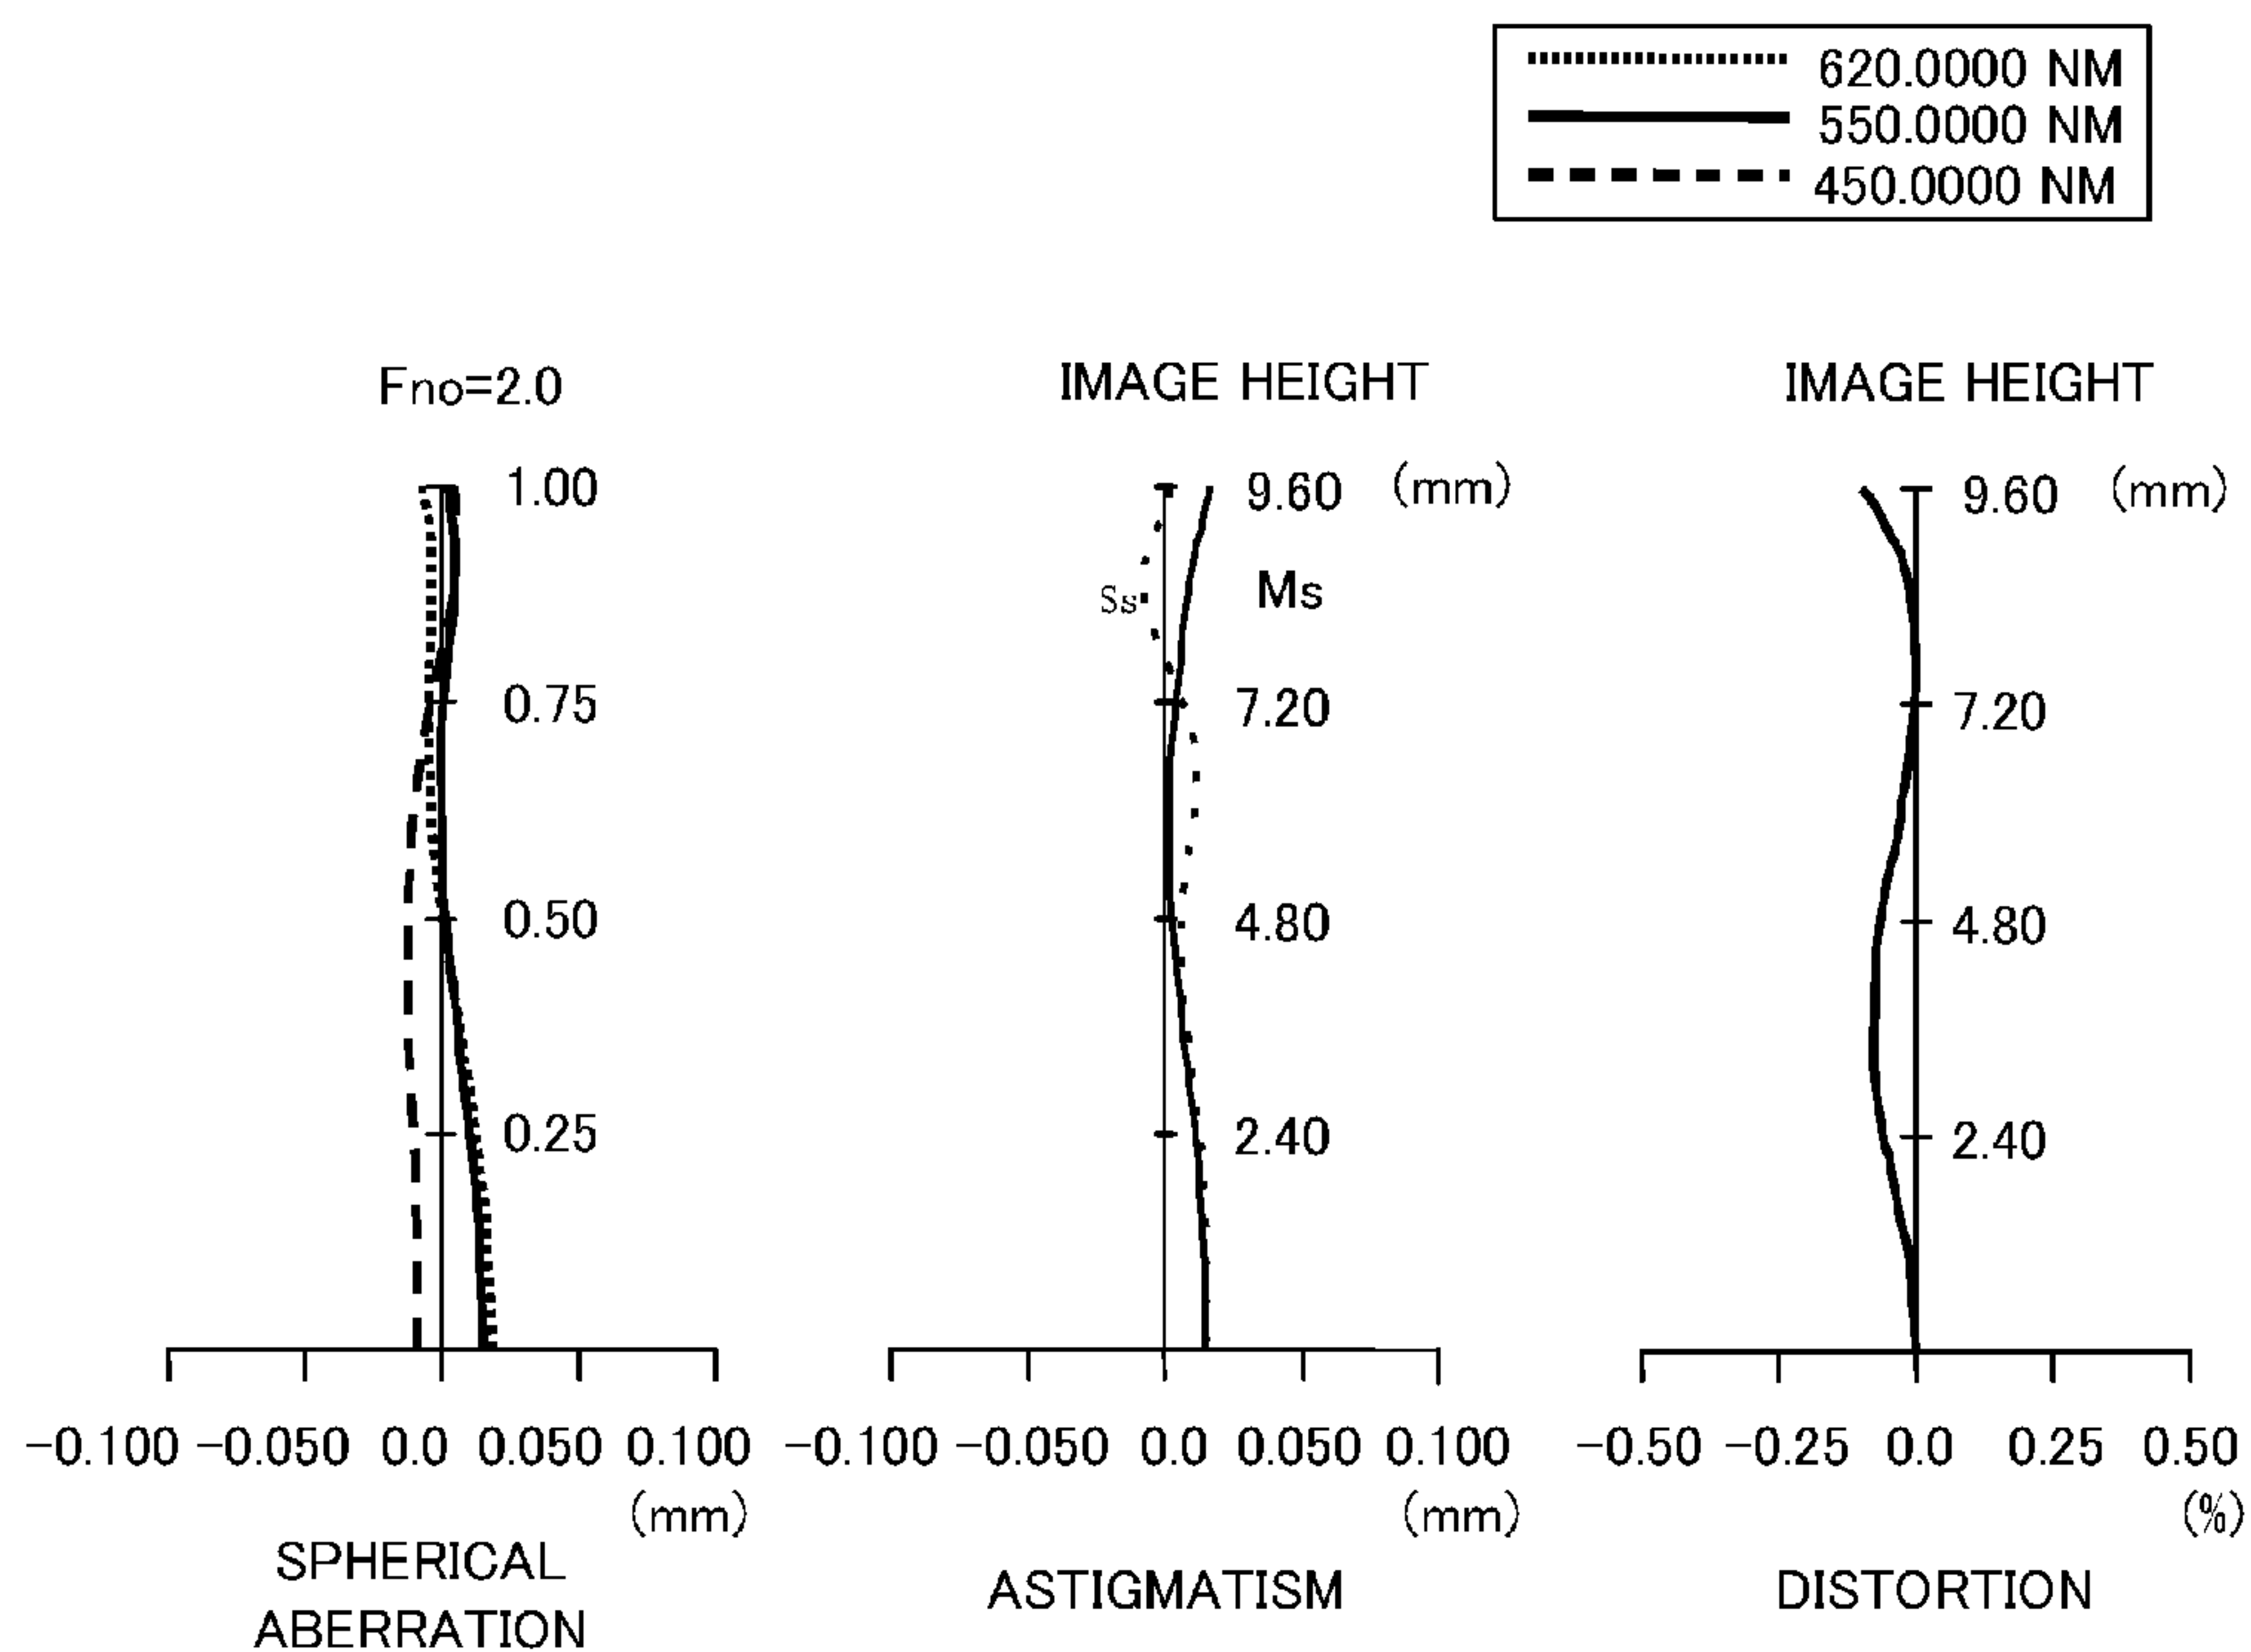 620.0000 NM
550.0000 NM
450.0000 NM
Fno=2.0
1.00
0.75
0.50
0.25
-0.100 -0.050 0.0 0.050 0.100
(mm)
SPHERICAL
ABERRATION
IMAGE HEIGHT
9.60 (mm)
Ss Ms
7.20
4.80
2.40
-0.100 -0.050 0.0 0.050 0.100
(mm)
ASTIGMATISM
IMAGE HEIGHT
9.60 (mm)
7.20
4.80
2.40
-0.50 -0.25 0.0 0.25 0.50
(%)
DISTORTION